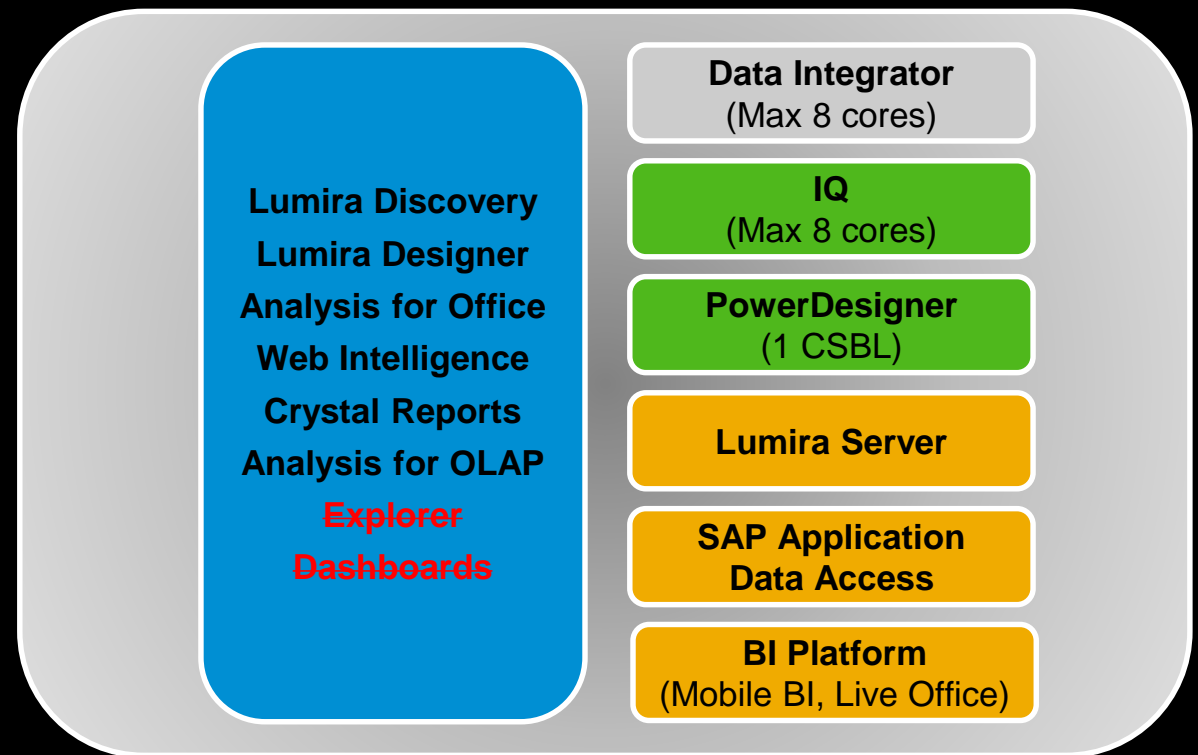 Lumira Discovery
Lumira Designer
Analysis for Office
Web Intelligence
Crystal Reports
Analysis for OLAP
Explorer
Dashboards
Data Integrator
(Max 8 cores)
IQ
(Max 8 cores)
PowerDesigner
(1 CSBL)
Lumira Server
SAP Application
Data Access
BI Platform
(Mobile BI, Live Office)